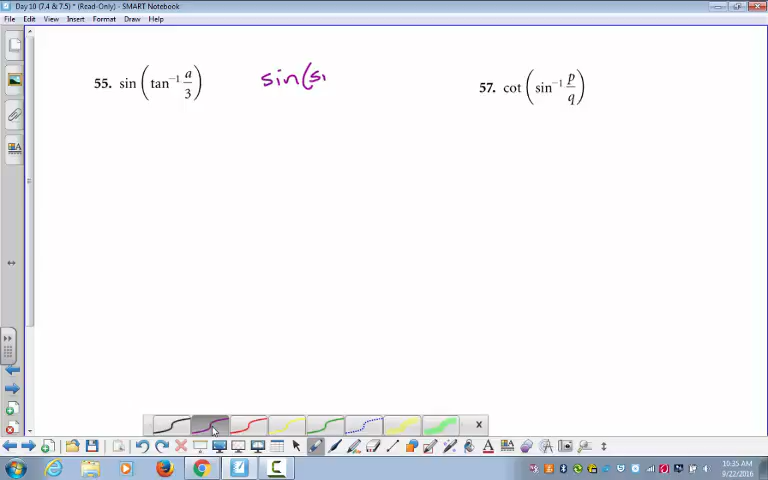 Day 10 (7.4 & 7.5) * (Read-Only) - SMART Notebook
File Edit View Insert Format Draw Help
55. sin (tan⁻¹ a/3) sin(si
57. cot (sin⁻¹ p/q)
10:35 AM
9/22/2016